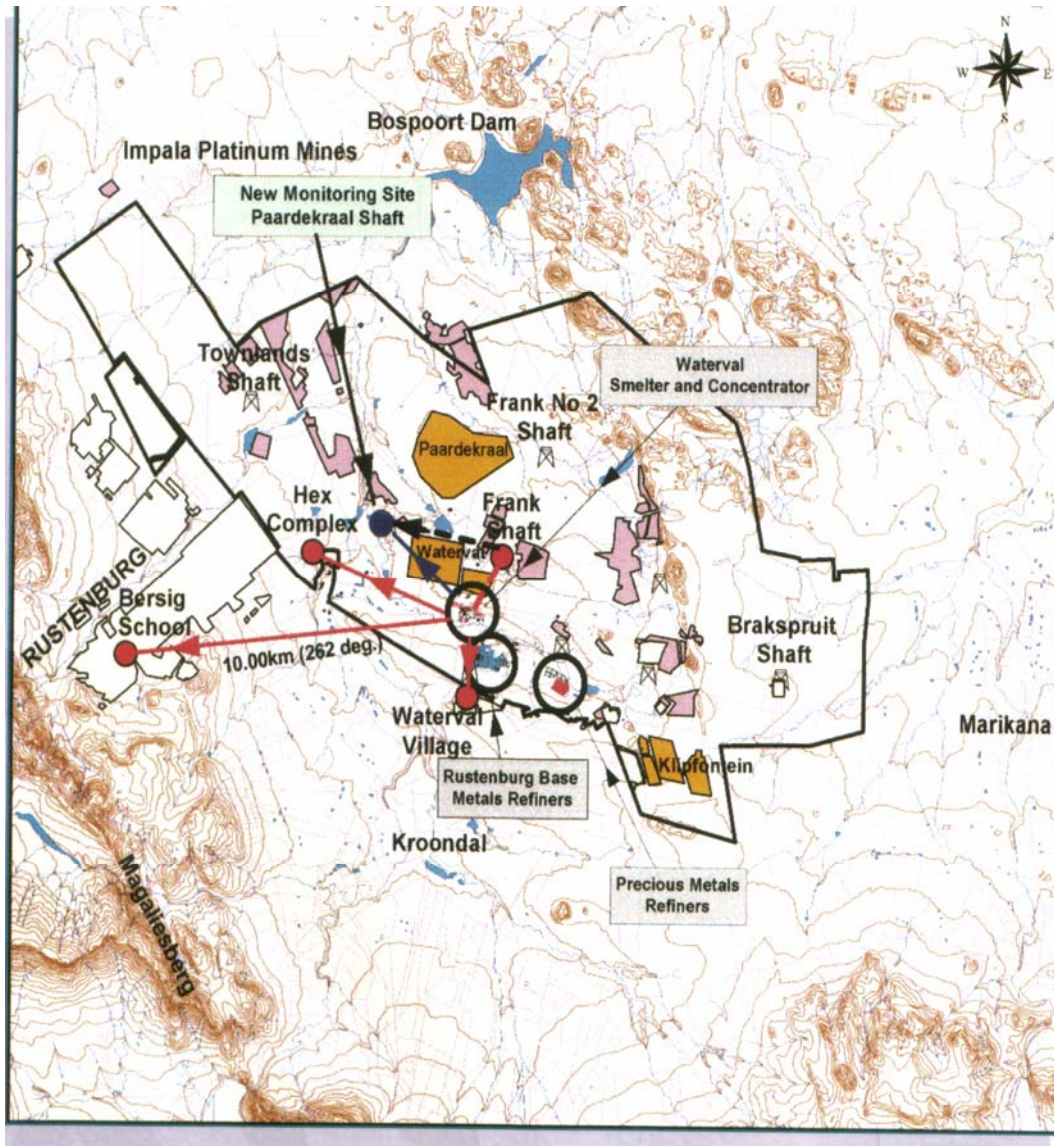 N
W E
S
Bospoort Dam
Impala Platinum Mines
New Monitoring Site
Paardekraal Shaft
Townlands
Shaft
Waterval
Smelter and Concentrator
Frank No 2
Shaft
Paardekraal
Hex
Complex
Frank
Shaft
Waterval
RUSTENBURG
Bersig
School
10.00km (262 deg.)
Brakspruit
Shaft
Waterval
Village
Marikana
Rustenburg Base
Metals Refiners
Klipfontein
Kroondal
Precious Metals
Refiners
Magaliesberg